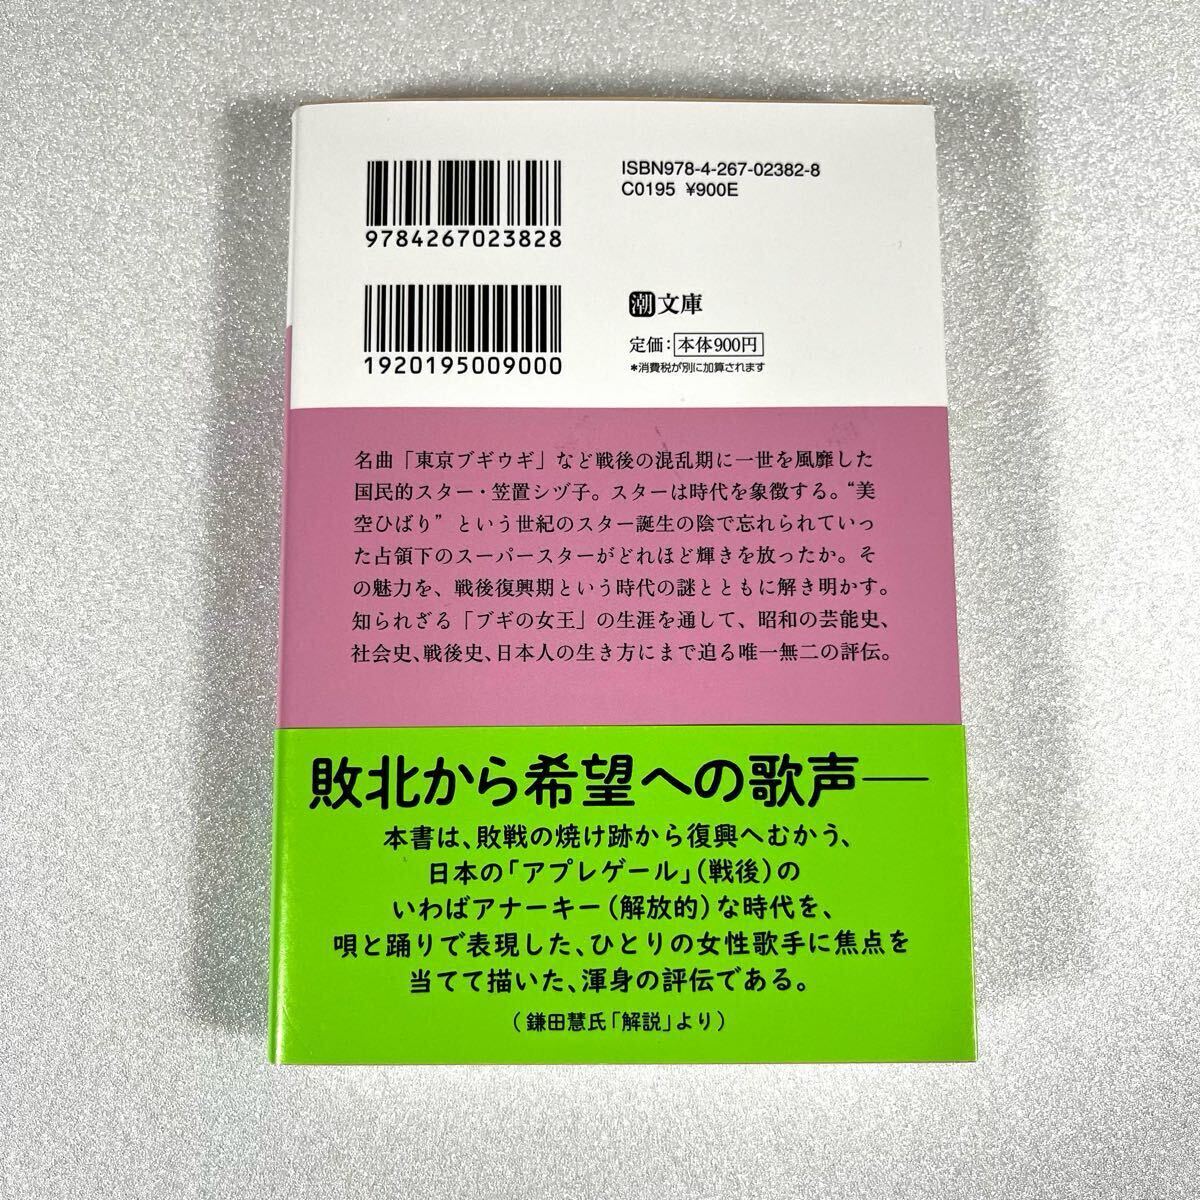 ISBN978-4-267-02382-8
C0195 ¥900E
9784267023828
潮文庫
定価：本体900円
*消費税が別に加算されます
1920195009000
名曲「東京ブギウギ」など戦後の混乱期に一世を風靡した
国民的スター・笠置シヅ子。スターは時代を象徴する。“美
空ひばり”という世紀のスター誕生の陰で忘れられていっ
た占領下のスーパースターがどれほど輝きを放ったか。そ
の魅力を、戦後復興期という時代の謎とともに解き明かす。
知られざる「ブギの女王」の生涯を通して、昭和の芸能史、
社会史、戦後史、日本人の生き方にまで迫る唯一無二の評伝。
敗北から希望への歌声―
本書は、敗戦の焼け跡から復興へむかう、
日本の「アプレゲール」（戦後）の
いわばアナーキー（解放的）な時代を、
唄と踊りで表現した、ひとりの女性歌手に焦点を
当てて描いた、渾身の評伝である。
（鎌田慧氏「解説」より）